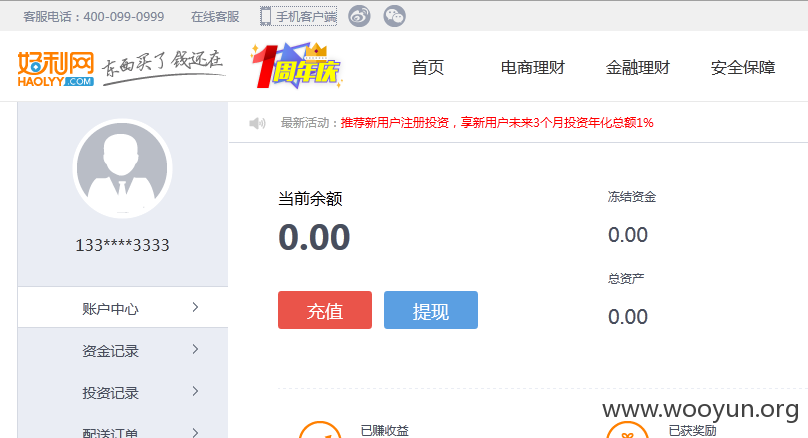 客服电话：400-099-0999 在线客服 手机客户端
好利网 HAOLYY.COM 东西买了 钱还在 1周年庆 首页 电商理财 金融理财 安全保障
最新活动：推荐新用户注册投资，享新用户未来3个月投资年化总额1%
133****3333
账户中心
资金记录
投资记录
配送订单
当前余额
0.00
充值 提现
冻结资金
0.00
总资产
0.00
已赚收益
已获奖励
www.wooyun.org